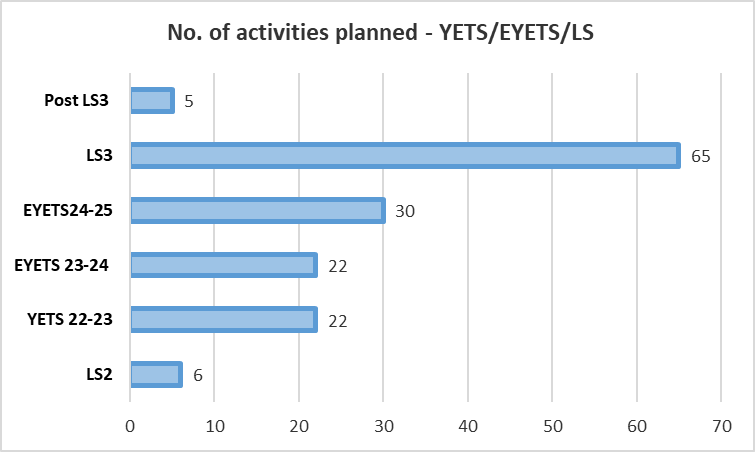 No. of activities planned - YETS/EYETS/LS
Post LS3 5
LS3 65
EYETS24-25 30
EYETS 23-24 22
YETS 22-23 22
LS2 6
0 10 20 30 40 50 60 70